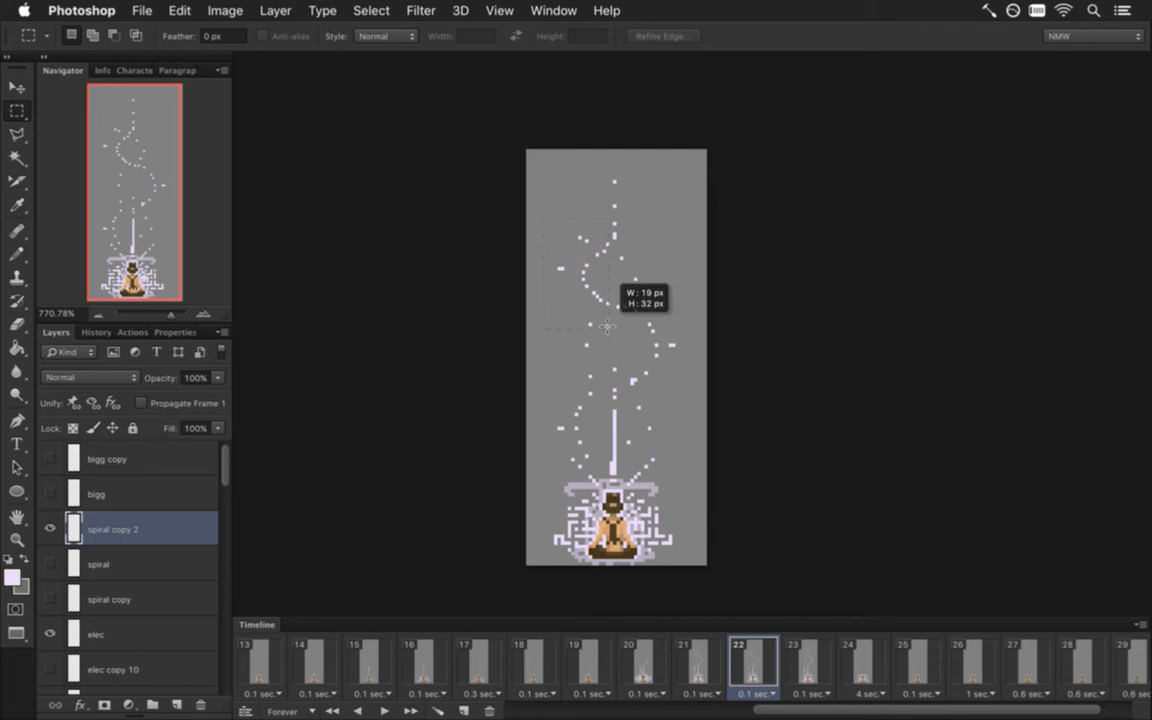 Photoshop File Edit Image Layer Type Select Filter 3D View Window Help
Feather: 0 px Anti-alias Style: Normal Width: Height: Refine Edge... NMW
Navigator Info Characte Paragrap
770.78%
Layers History Actions Properties
Kind
Normal Opacity: 100%
Unify: Propagate Frame 1
Lock: Fill: 100%
bigg copy
bigg
spiral copy 2
spiral
spiral copy
elec
elec copy 10
W : 19 px
H : 32 px
Timeline
13 14 15 16 17 18 19 20 21 22 23 24 25 26 27 28 29
0.1 sec. 0.1 sec. 0.1 sec. 0.1 sec. 0.3 sec. 0.1 sec. 0.1 sec. 0.1 sec. 0.1 sec. 0.1 sec. 0.1 sec. 4 sec. 0.1 sec. 1 sec. 0.6 sec. 0.6 sec. 0.6 sec.
Forever